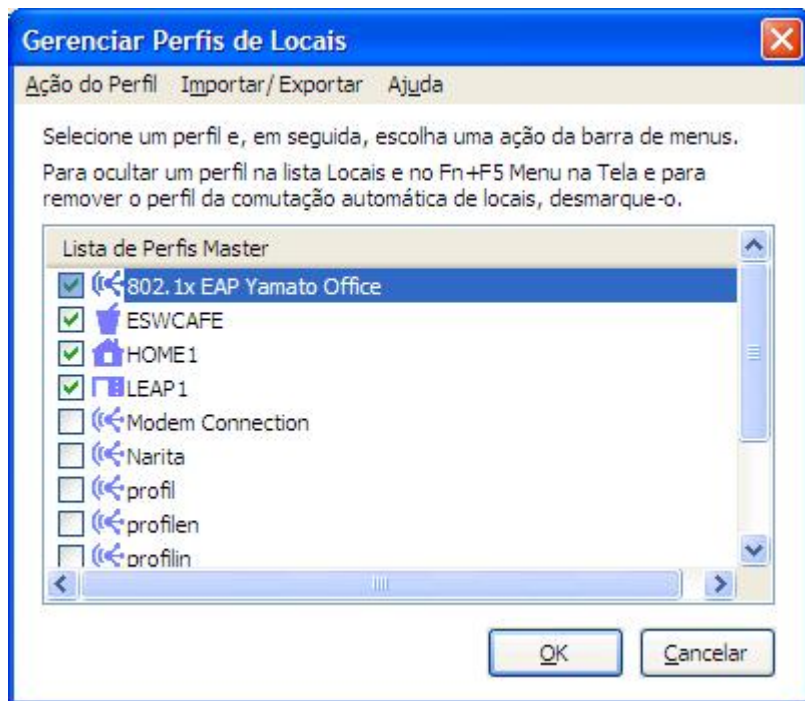 Gerenciar Perfis de Locais
Ação do Perfil Importar/Exportar Ajuda
Selecione um perfil e, em seguida, escolha uma ação da barra de menus.
Para ocultar um perfil na lista Locais e no Fn+F5 Menu na Tela e para
remover o perfil da comutação automática de locais, desmarque-o.
Lista de Perfis Master
802.1x EAP Yamato Office
ESWCAFE
HOME1
LEAP1
Modem Connection
Narita
profil
profilen
profilin
OK Cancelar